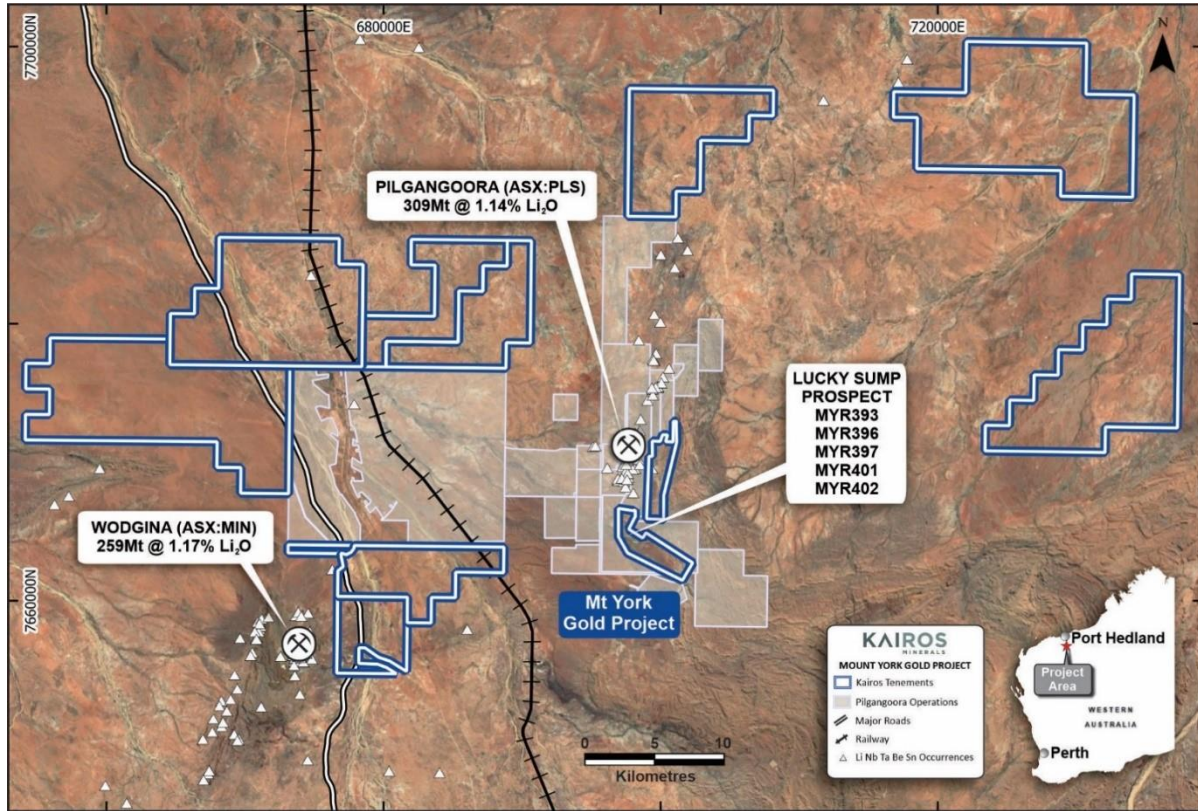 680000E
720000E
N
7700000N
PILGANGOORA (ASX:PLS)
309Mt @ 1.14% Li₂O
LUCKY SUMP
PROSPECT
MYR393
MYR396
MYR397
MYR401
MYR402
WODGINA (ASX:MIN)
259Mt @ 1.17% Li₂O
7660000N
Mt York
Gold Project
0 5 10
Kilometres
KAIROS
MINERALS
MOUNT YORK GOLD PROJECT
Kairos Tenements
Pilgangoora Operations
Major Roads
Railway
Li Nb Ta Be Sn Occurrences
Port Hedland
Project
Area
WESTERN
AUSTRALIA
Perth